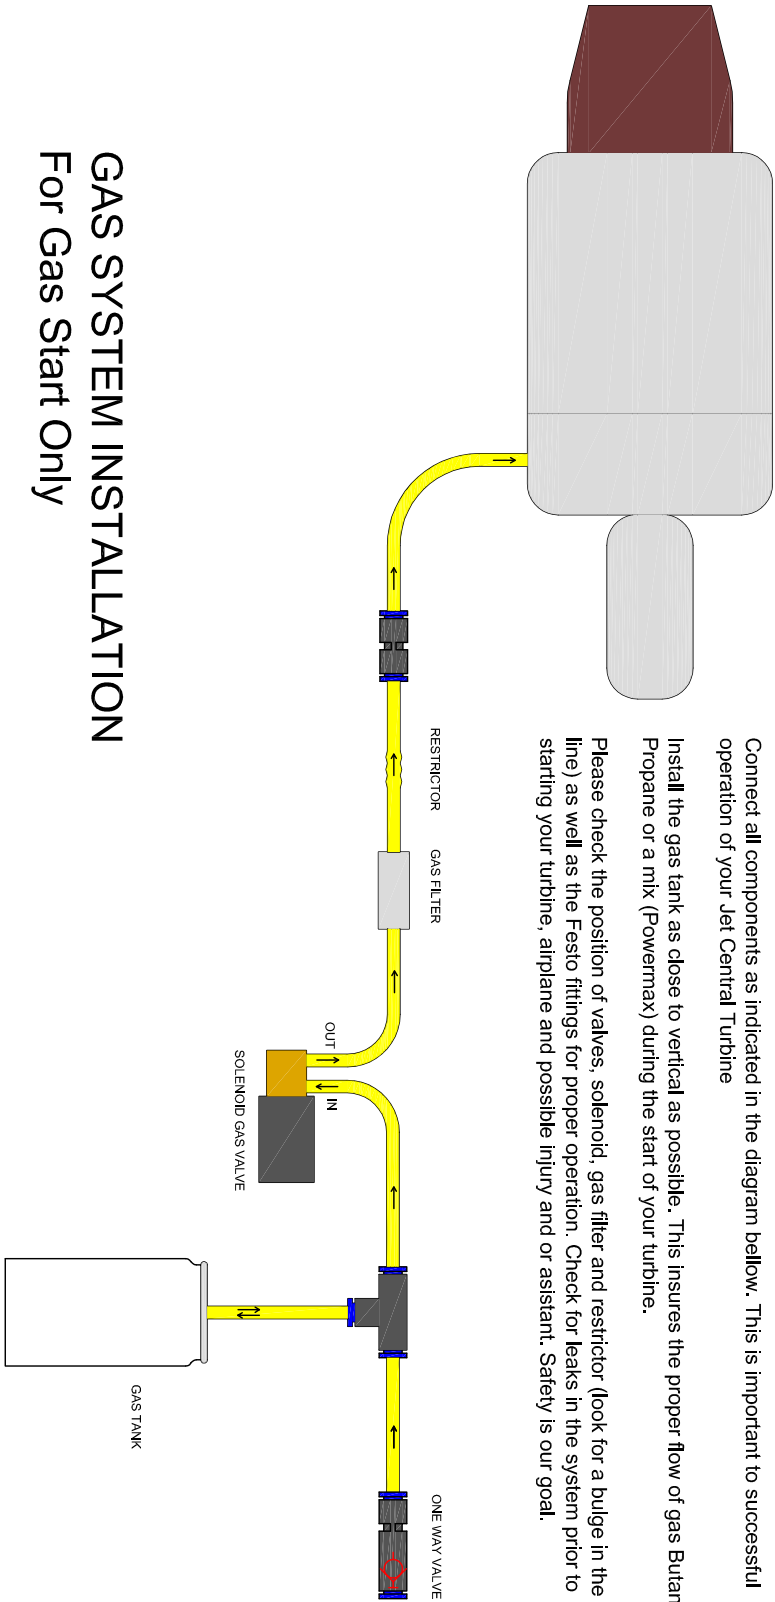 Connect all components as indicated in the diagram bellow. This is important to successful
operation of your Jet Central Turbine
Install the gas tank as close to vertical as possible. This insures the proper flow of gas Butan
Propane or a mix (Powermax) during the start of your turbine.
Please check the position of valves, solenoid, gas filter and restrictor (look for a bulge in the
line) as well as the Festo fittings for proper operation. Check for leaks in the system prior to
starting your turbine, airplane and possible injury and or asistant. Safety is our goal.
RESTRICTOR
GAS FILTER
ONE WAY VALVE
OUT
IN
SOLENOID GAS VALVE
GAS TANK
GAS SYSTEM INSTALLATION
For Gas Start Only